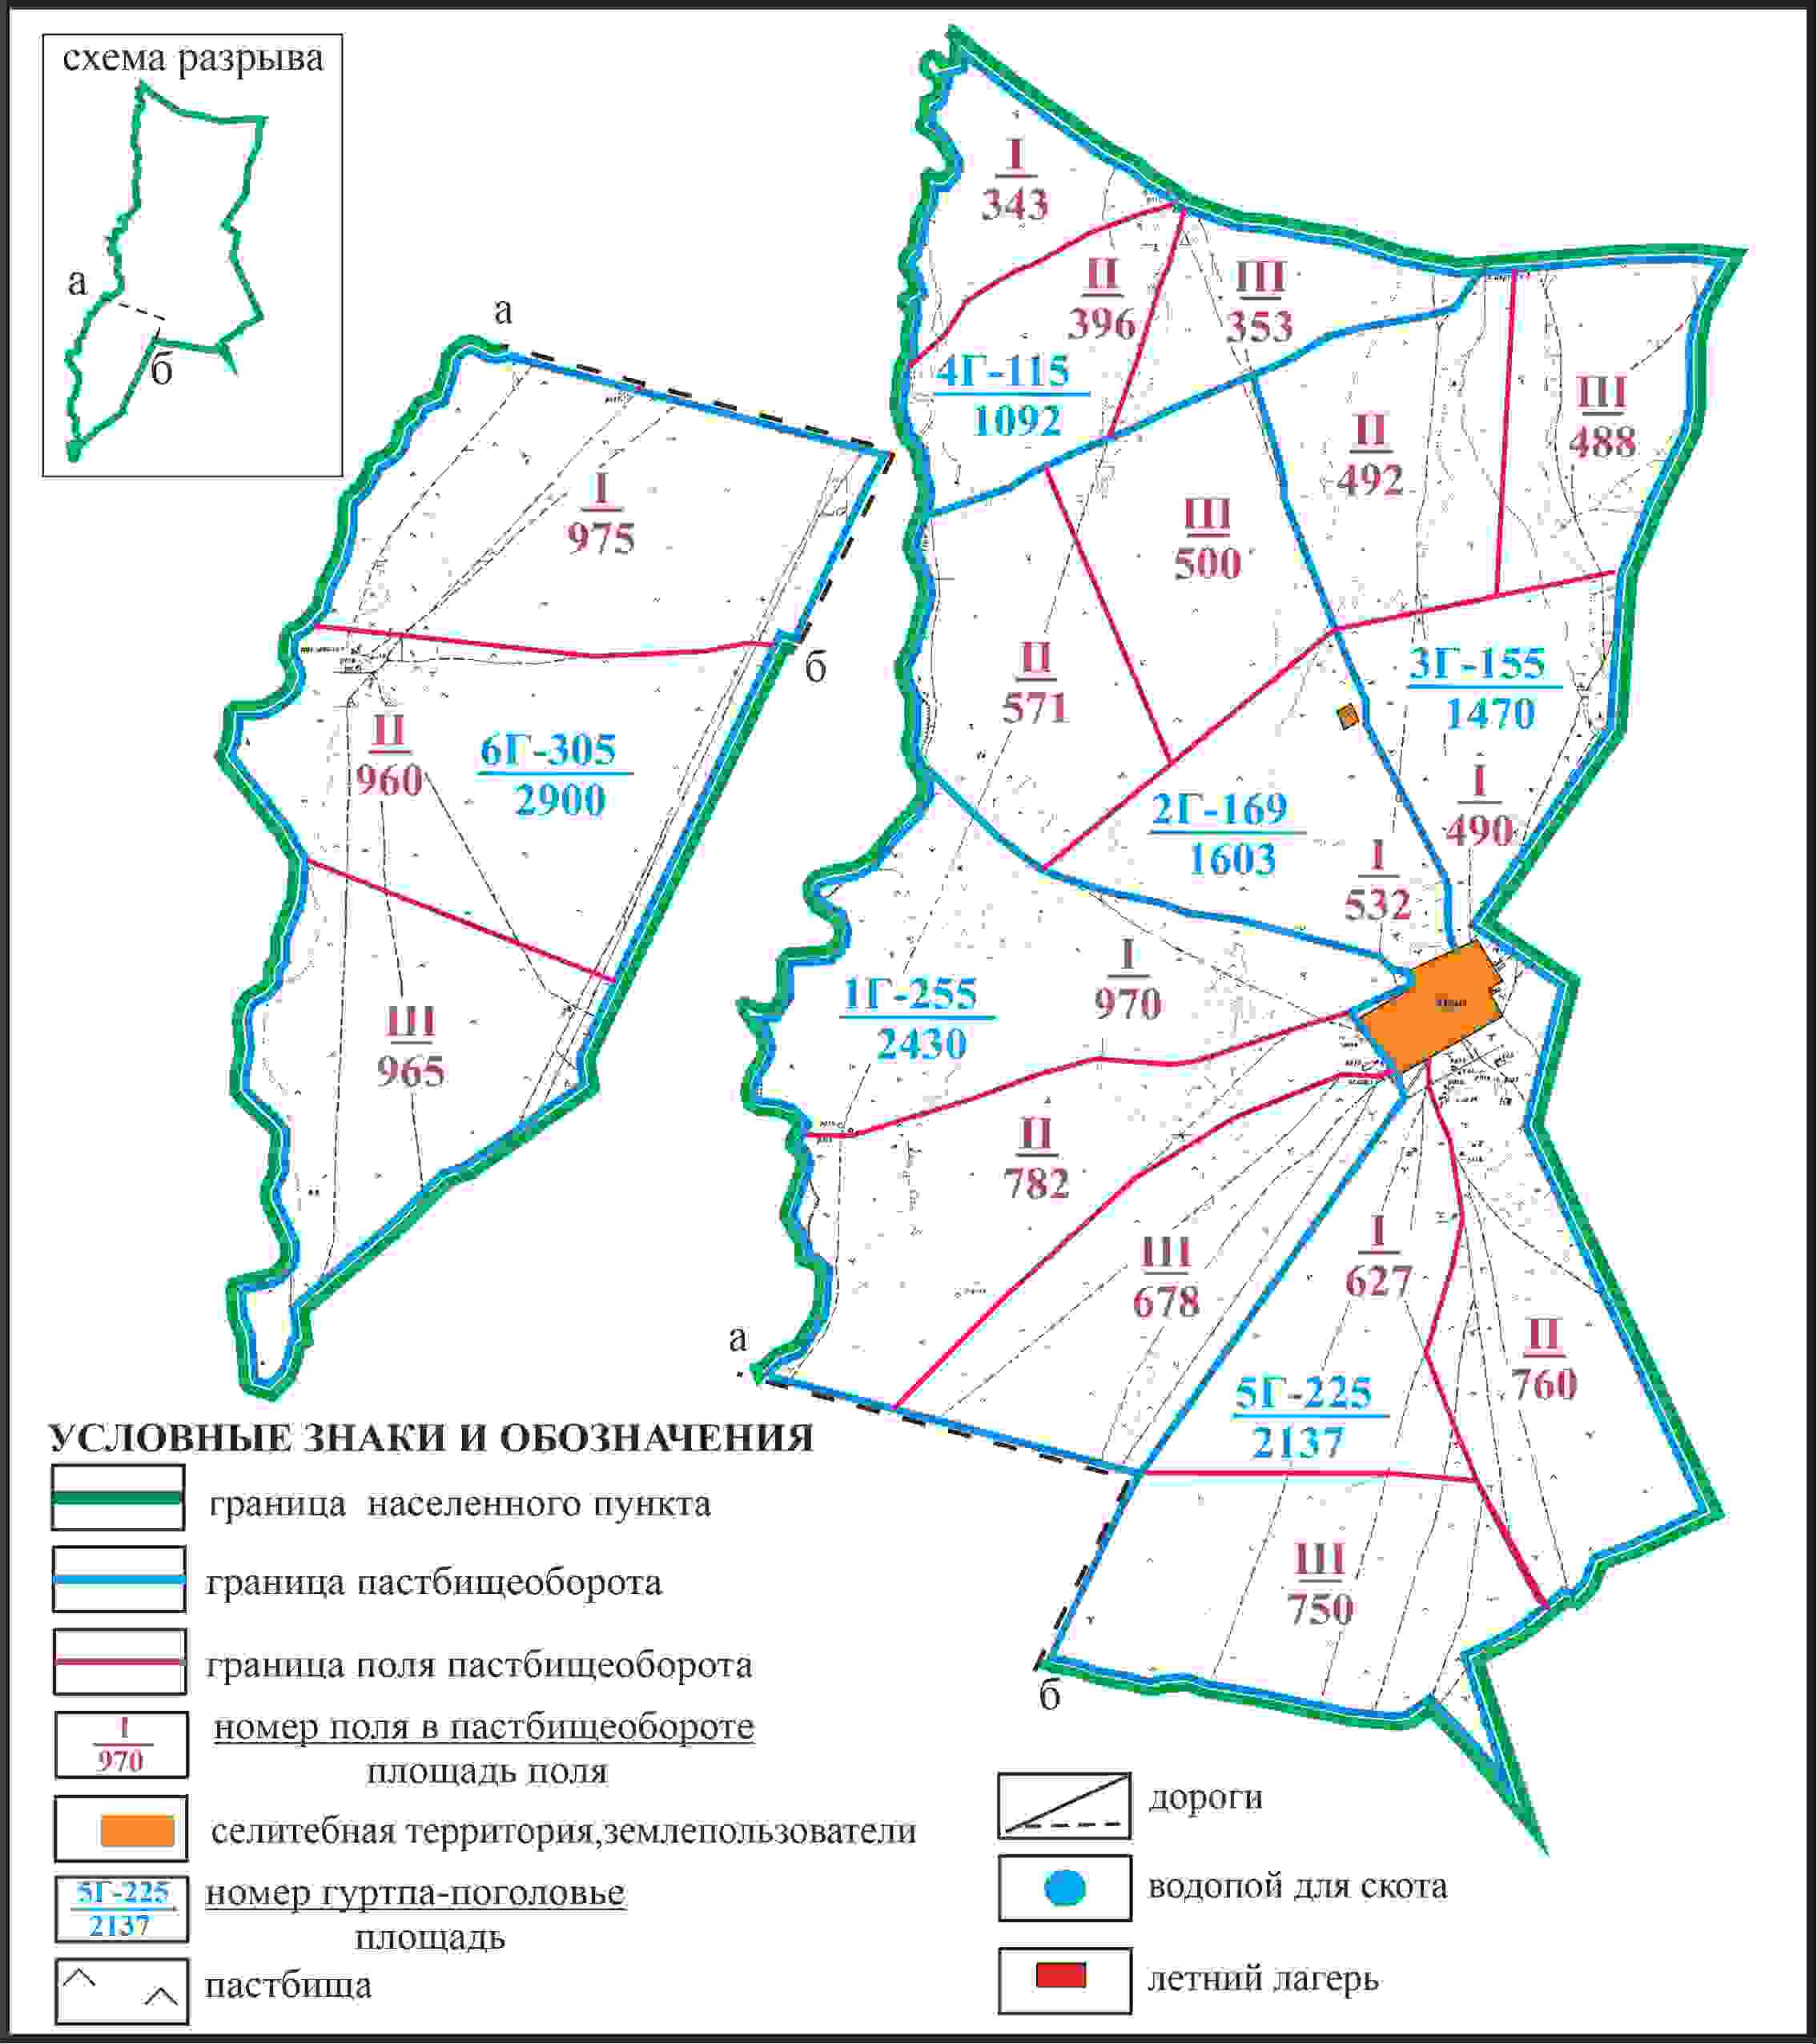 схема разрыва
а
б
а
I
975
б
II
960
6Г-305
2900
III
965
I
343
II
396
III
353
4Г-115
1092
II
492
III
488
III
500
II
571
3Г-155
1470
I
490
2Г-169
1603
I
532
I
970
1Г-255
2430
II
782
III
678
I
627
II
760
а
5Г-225
2137
III
750
б
УСЛОВНЫЕ ЗНАКИ И ОБОЗНАЧЕНИЯ
граница населенного пункта
граница пастбищеоборота
граница поля пастбищеоборота
I
970
номер поля в пастбищеобороте
площадь поля
селитебная территория,землепользователи
5Г-225
2137
номер гуртпа-поголовье
площадь
пастбища
дороги
водопой для скота
летний лагерь